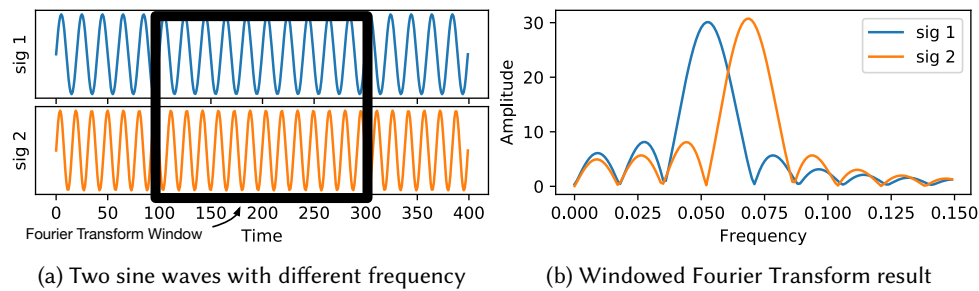 sig 1
sig 2
0 50 100 150 200 250 300 350 400
Fourier Transform Window
Time
(a) Two sine waves with different frequency
Amplitude
30
20
10
0
sig 1
sig 2
0.000 0.025 0.050 0.075 0.100 0.125 0.150
Frequency
(b) Windowed Fourier Transform result